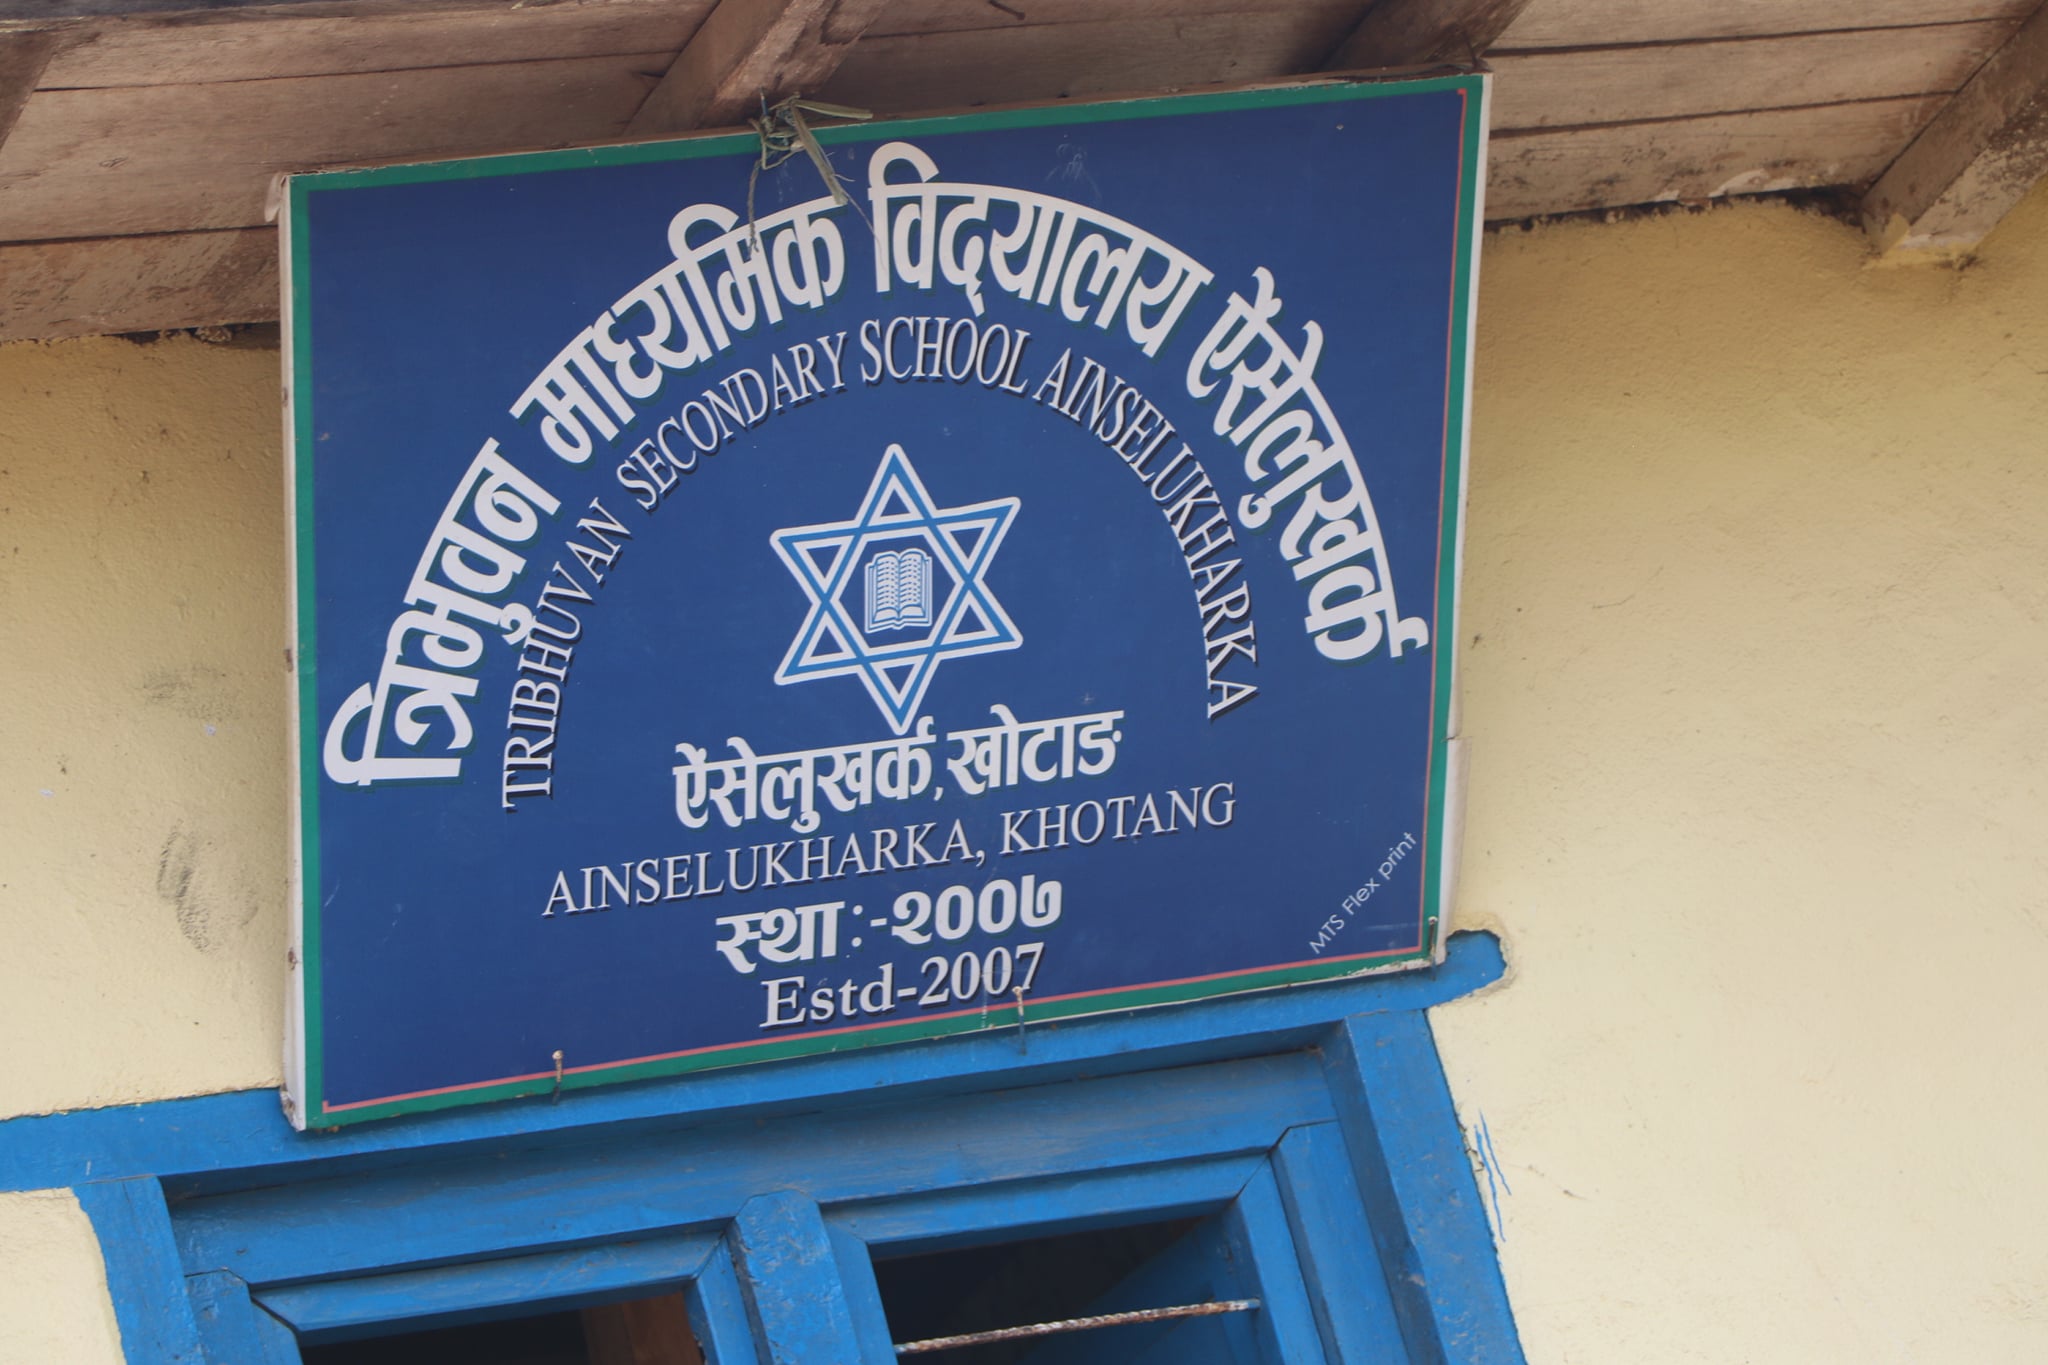 त्रिभुवन माध्यमिक विद्यालय ऐंसेलुखर्क
TRIBHUVAN SECONDARY SCHOOL AINSELUKHARKA
ऐंसेलुखर्क, खोटाङ
AINSELUKHARKA, KHOTANG
स्था :-२००७
Estd-2007
MTS Flex print